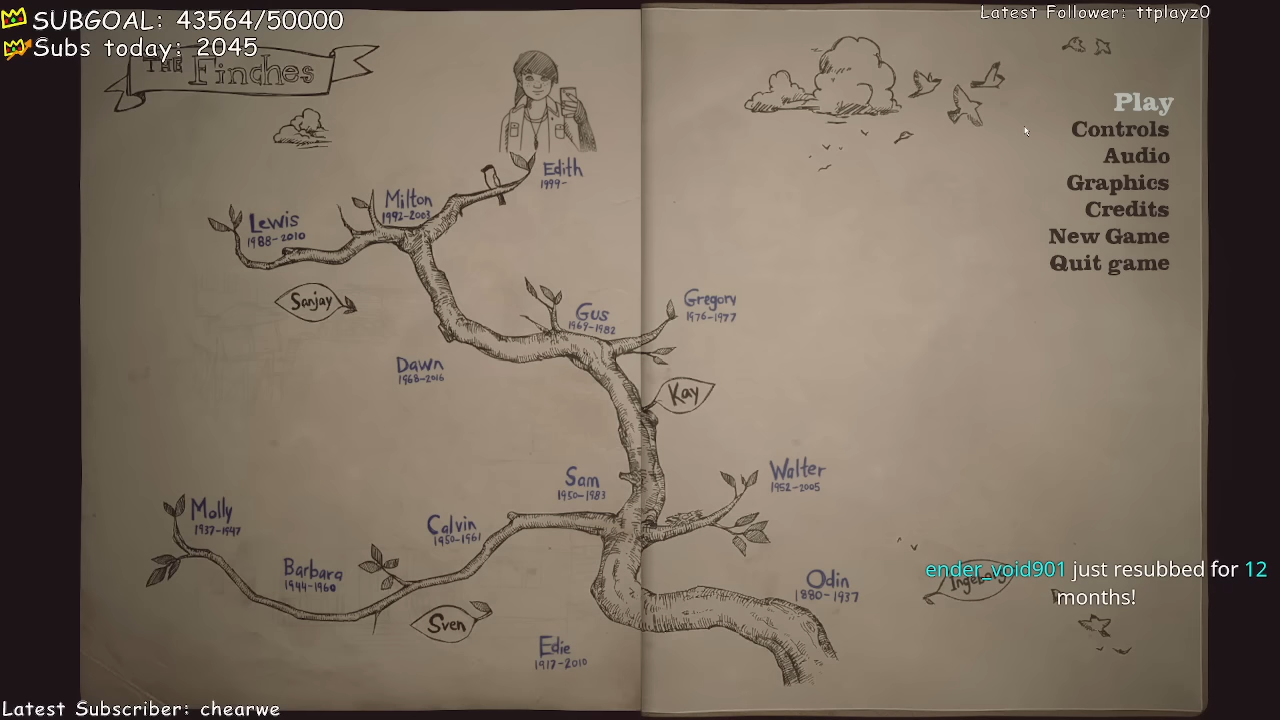 SUBGOAL: 43564/50000
Subs today: 2045
Latest Follower: ttplayz0
THE Finches
Play
Controls
Audio
Graphics
Credits
New Game
Quit game
Edith
1999-
Milton
1992-2003
Lewis
1988-2010
Sanjay
Gus
1969-1982
Gregory
1976-1977
Dawn
1968-2016
Kay
Sam
1950-1983
Walter
1952-2005
Molly
1937-1947
Calvin
1950-1961
Barbara
1944-1960
Sven
Odin
1880-1937
Edie
1917-2010
ender_void901 just resubbed for 12
months!
Latest Subscriber: chearwe